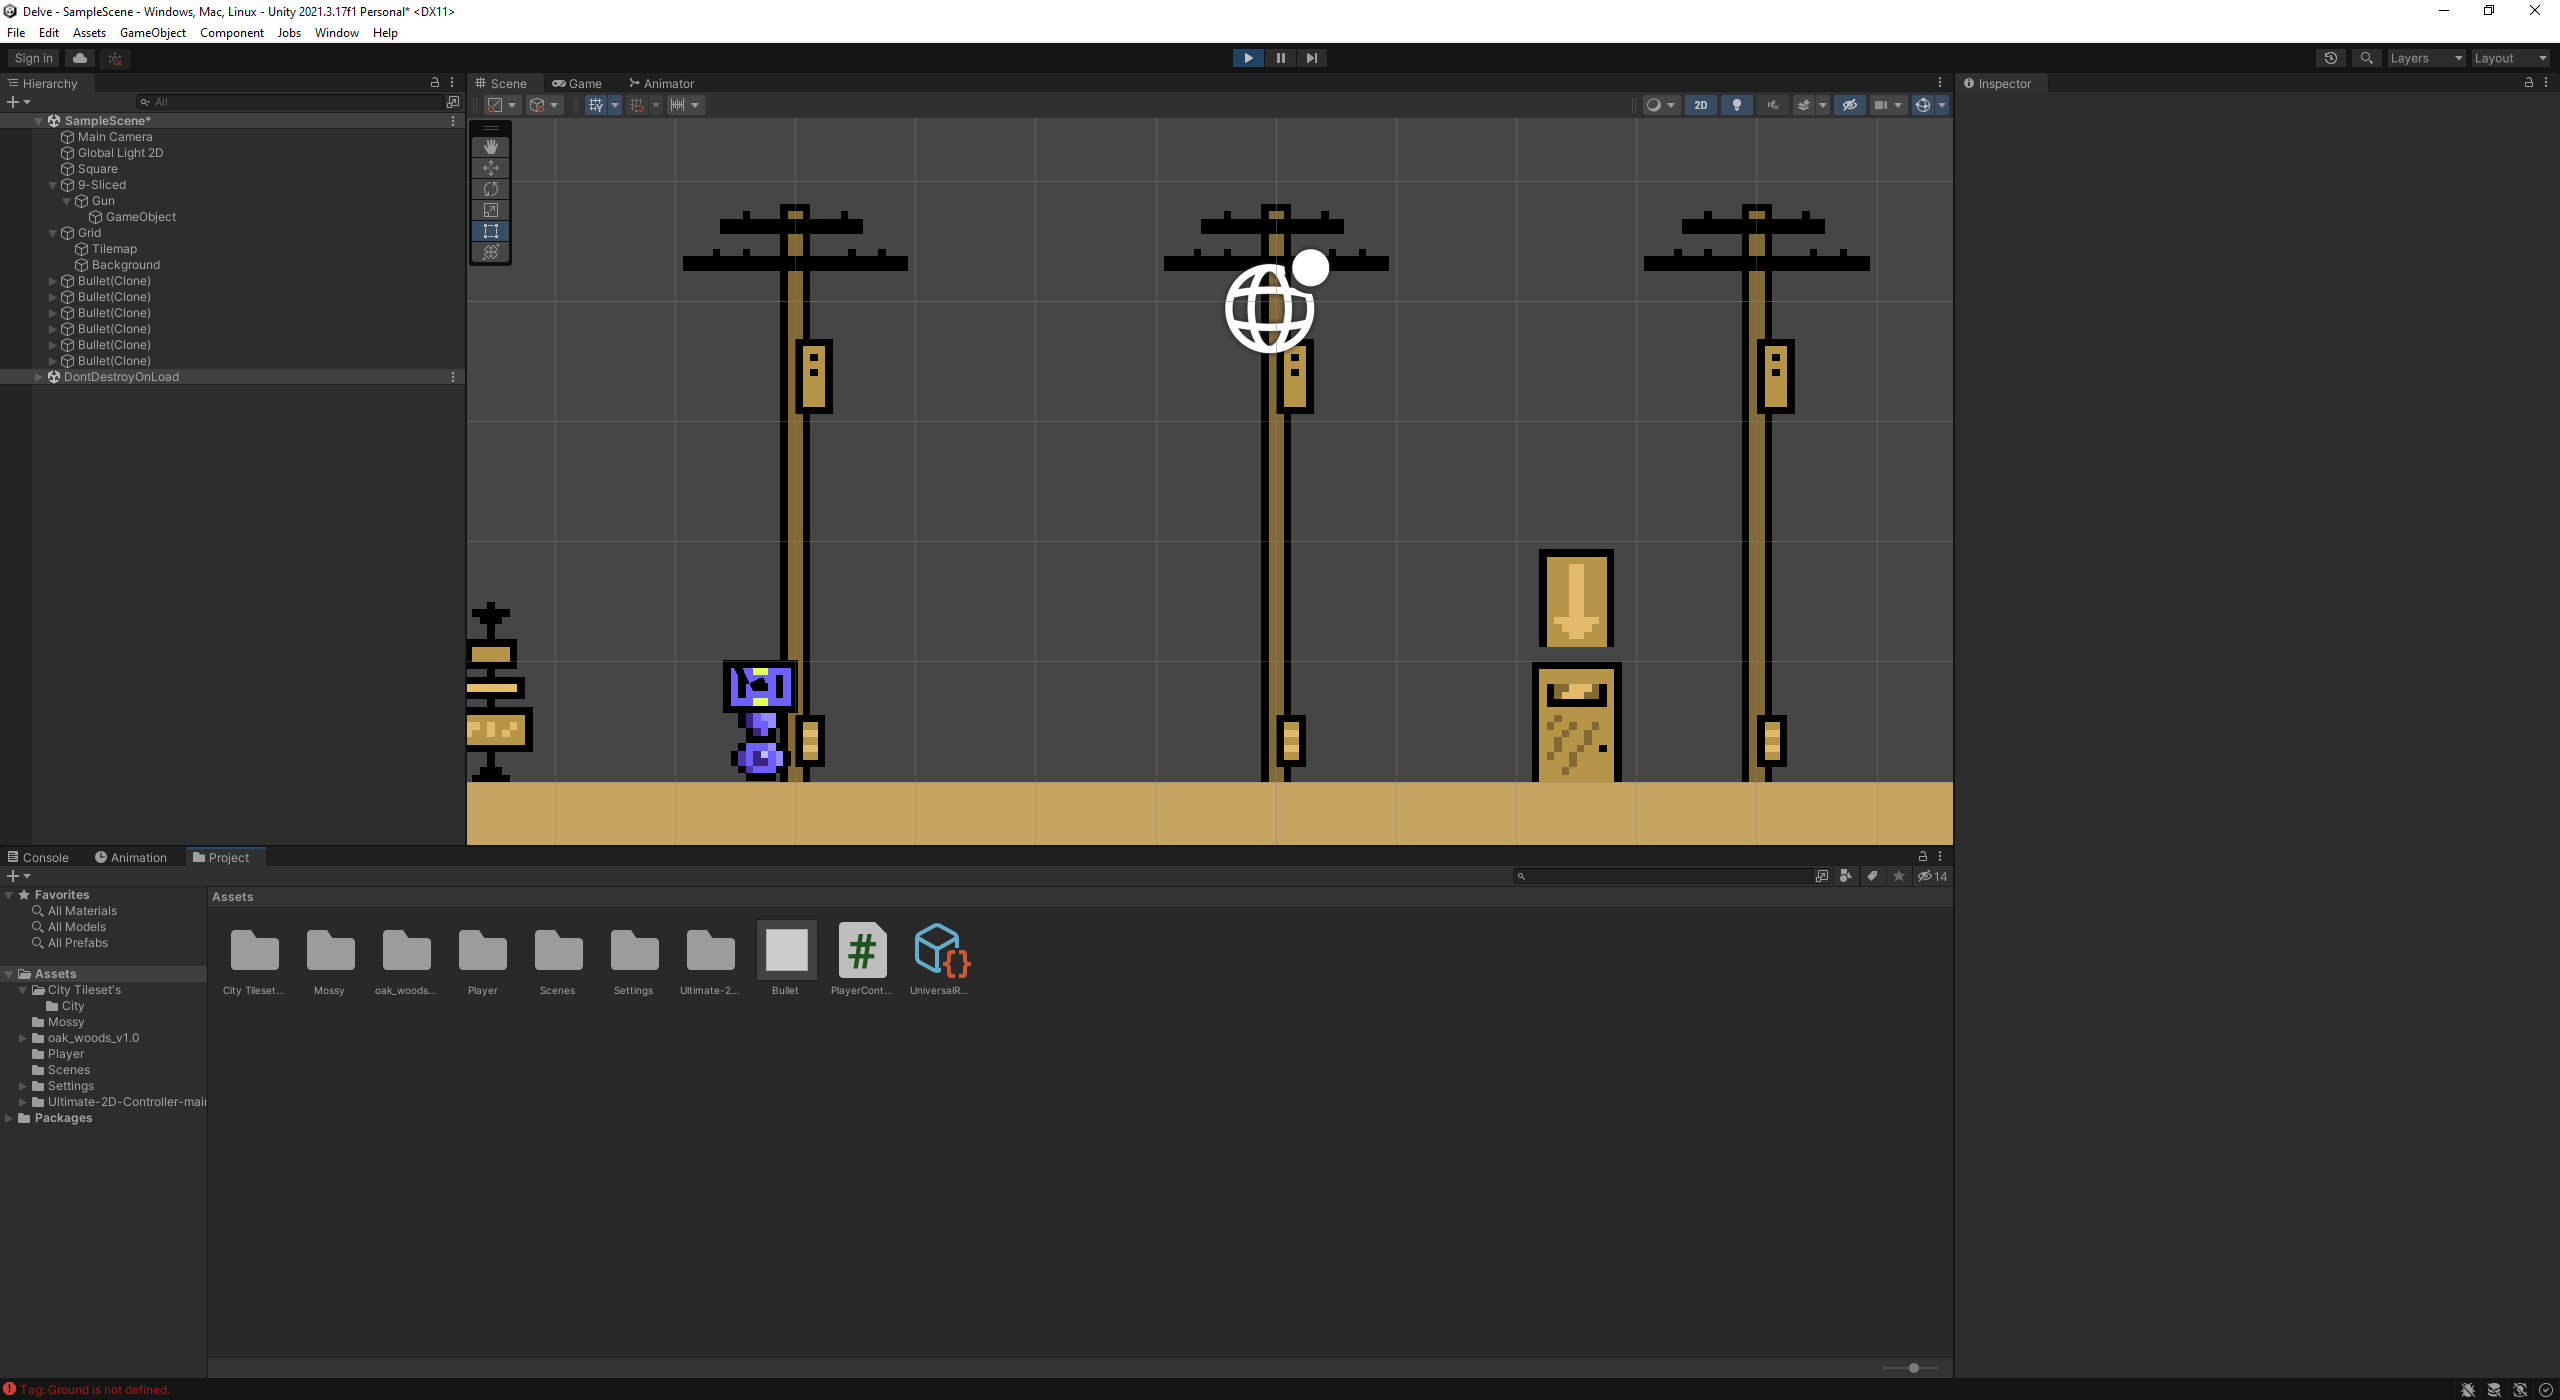 Delve - SampleScene - Windows, Mac, Linux - Unity 2021.3.17f1 Personal* <DX11>
File Edit Assets GameObject Component Jobs Window Help
Sign in
Layers
Layout
Hierarchy
All
SampleScene*
Main Camera
Global Light 2D
Square
9-Sliced
Gun
GameObject
Grid
Tilemap
Background
Bullet(Clone)
Bullet(Clone)
Bullet(Clone)
Bullet(Clone)
Bullet(Clone)
Bullet(Clone)
DontDestroyOnLoad
Scene Game Animator
2D
Inspector
Console Animation Project
14
Favorites
All Materials
All Models
All Prefabs
Assets
City Tileset's
City
Mossy
oak_woods_v1.0
Player
Scenes
Settings
Ultimate-2D-Controller-mai
Packages
Assets
City Tileset... Mossy oak_woods... Player Scenes Settings Ultimate-2... Bullet PlayerCont... UniversalR...
Tag: Ground is not defined.